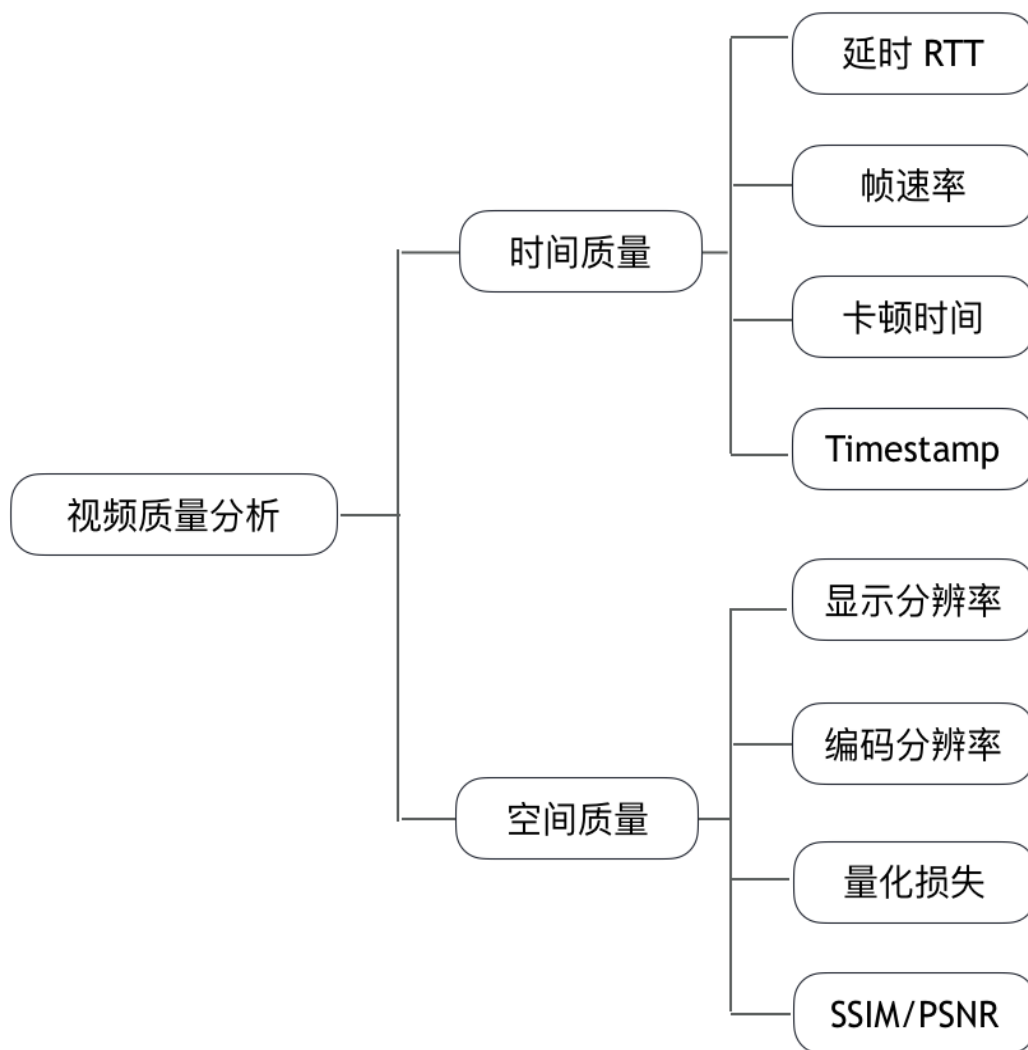 视频质量分析
时间质量
延时 RTT
帧速率
卡顿时间
Timestamp
空间质量
显示分辨率
编码分辨率
量化损失
SSIM/PSNR